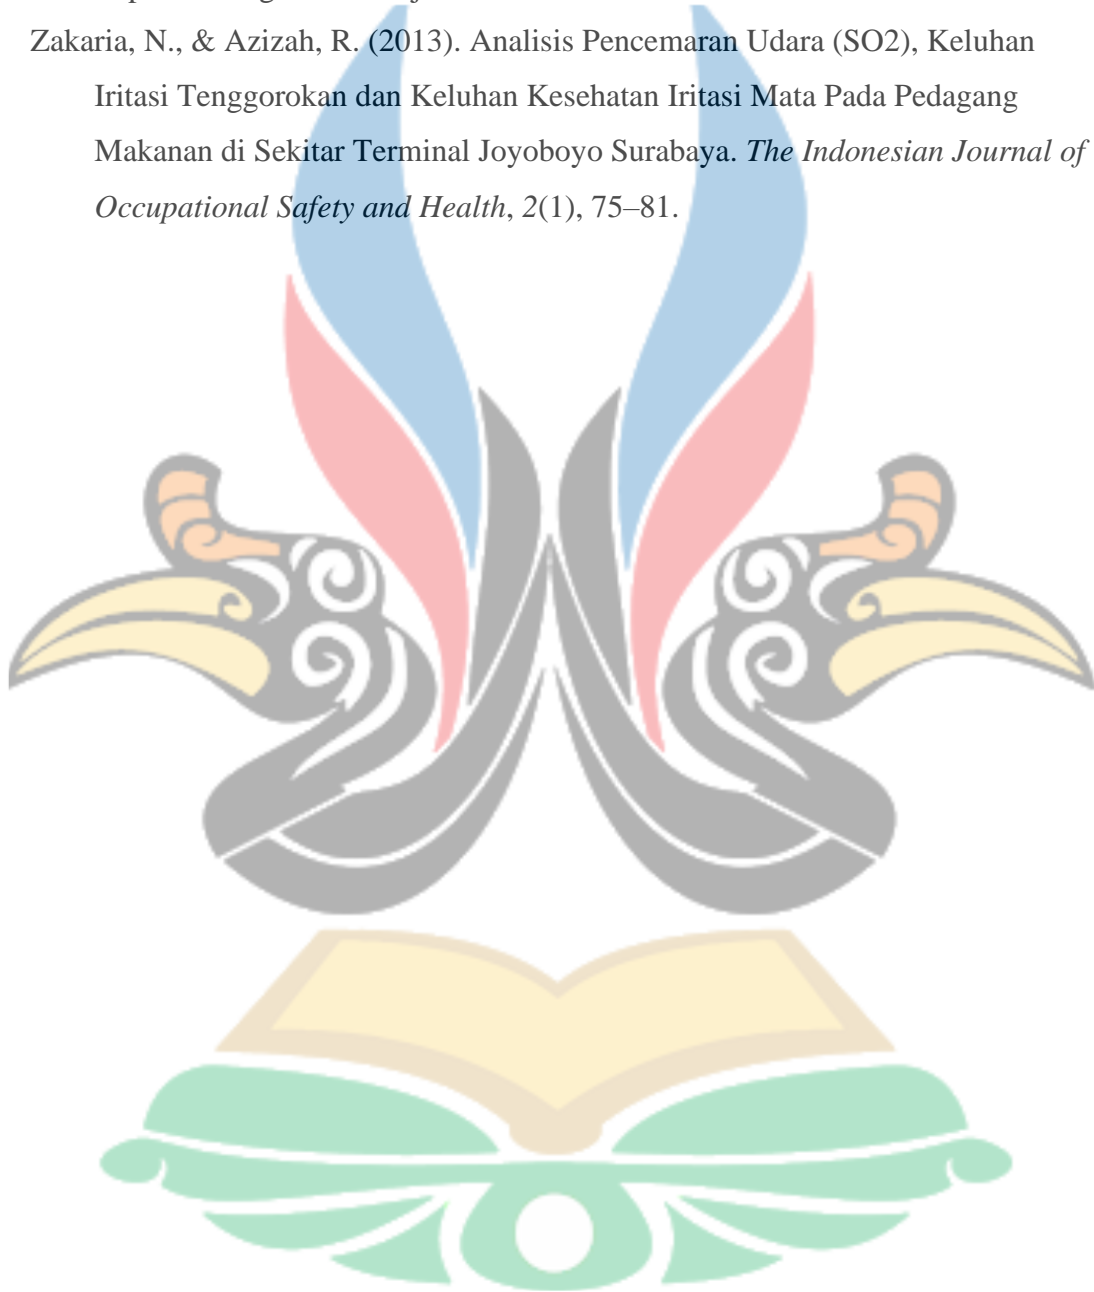 Zakaria, N., & Azizah, R. (2013). Analisis Pencemaran Udara (SO2), Keluhan
Iritasi Tenggorokan dan Keluhan Kesehatan Iritasi Mata Pada Pedagang
Makanan di Sekitar Terminal Joyoboyo Surabaya. The Indonesian Journal of
Occupational Safety and Health, 2(1), 75–81.